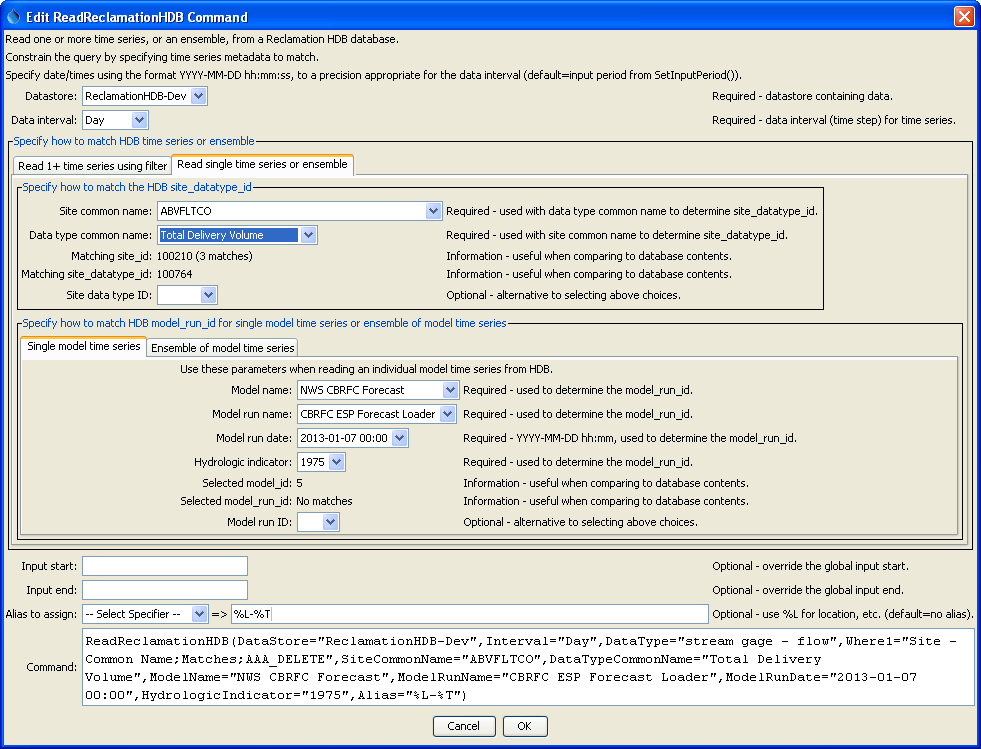 Edit ReadReclamationHDB Command
Read one or more time series, or an ensemble, from a Reclamation HDB database.
Constrain the query by specifying time series metadata to match.
Specify date/times using the format YYYY-MM-DD hh:mm:ss, to a precision appropriate for the data interval (default=input period from SetInputPeriod()).
Datastore: ReclamationHDB-Dev Required - datastore containing data.
Data interval: Day Required - data interval (time step) for time series.
Specify how to match HDB time series or ensemble
Read 1+ time series using filter Read single time series or ensemble
Specify how to match the HDB site_datatype_id
Site common name: ABVFLTCO Required - used with data type common name to determine site_datatype_id.
Data type common name: Total Delivery Volume Required - used with site common name to determine site_datatype_id.
Matching site_id: 100210 (3 matches) Information - useful when comparing to database contents.
Matching site_datatype_id: 100764 Information - useful when comparing to database contents.
Site data type ID: Optional - alternative to selecting above choices.
Specify how to match HDB model_run_id for single model time series or ensemble of model time series
Single model time series Ensemble of model time series
Use these parameters when reading an individual model time series from HDB.
Model name: NWS CBRFC Forecast Required - used to determine the model_run_id.
Model run name: CBRFC ESP Forecast Loader Required - used to determine the model_run_id.
Model run date: 2013-01-07 00:00 Required - YYYY-MM-DD hh:mm, used to determine the model_run_id.
Hydrologic indicator: 1975 Required - used to determine the model_run_id.
Selected model_id: 5 Information - useful when comparing to database contents.
Selected model_run_id: No matches Information - useful when comparing to database contents.
Model run ID: Optional - alternative to selecting above choices.
Input start: Optional - override the global input start.
Input end: Optional - override the global input end.
Alias to assign: -- Select Specifier -- => %L-%T Optional - use %L for location, etc. (default=no alias).
Command: ReadReclamationHDB(DataStore="ReclamationHDB-Dev",Interval="Day",DataType="stream gage - flow",Where1="Site -
Common Name;Matches;AAA_DELETE",SiteCommonName="ABVFLTCO",DataTypeCommonName="Total Delivery
Volume",ModelName="NWS CBRFC Forecast",ModelRunName="CBRFC ESP Forecast Loader",ModelRunDate="2013-01-07
00:00",HydrologicIndicator="1975",Alias="%L-%T")
Cancel OK